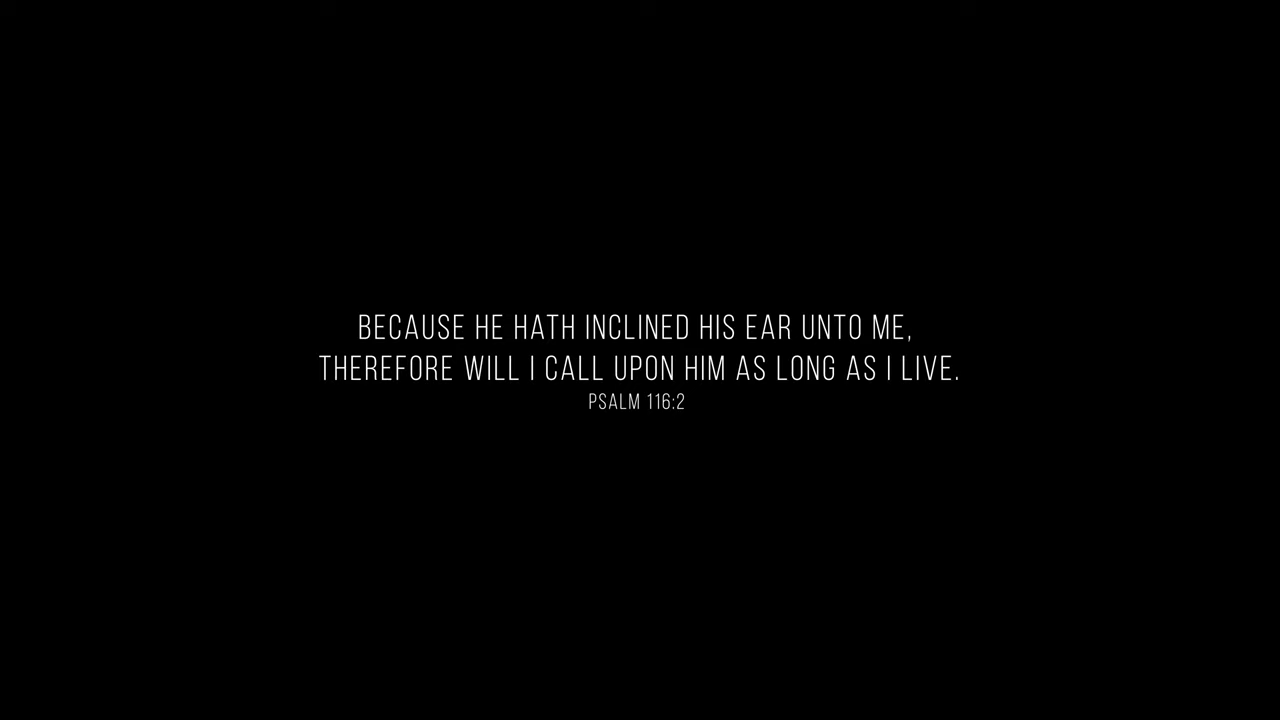 BECAUSE HE HATH INCLINED HIS EAR UNTO ME,
THEREFORE WILL I CALL UPON HIM AS LONG AS I LIVE.
PSALM 116:2